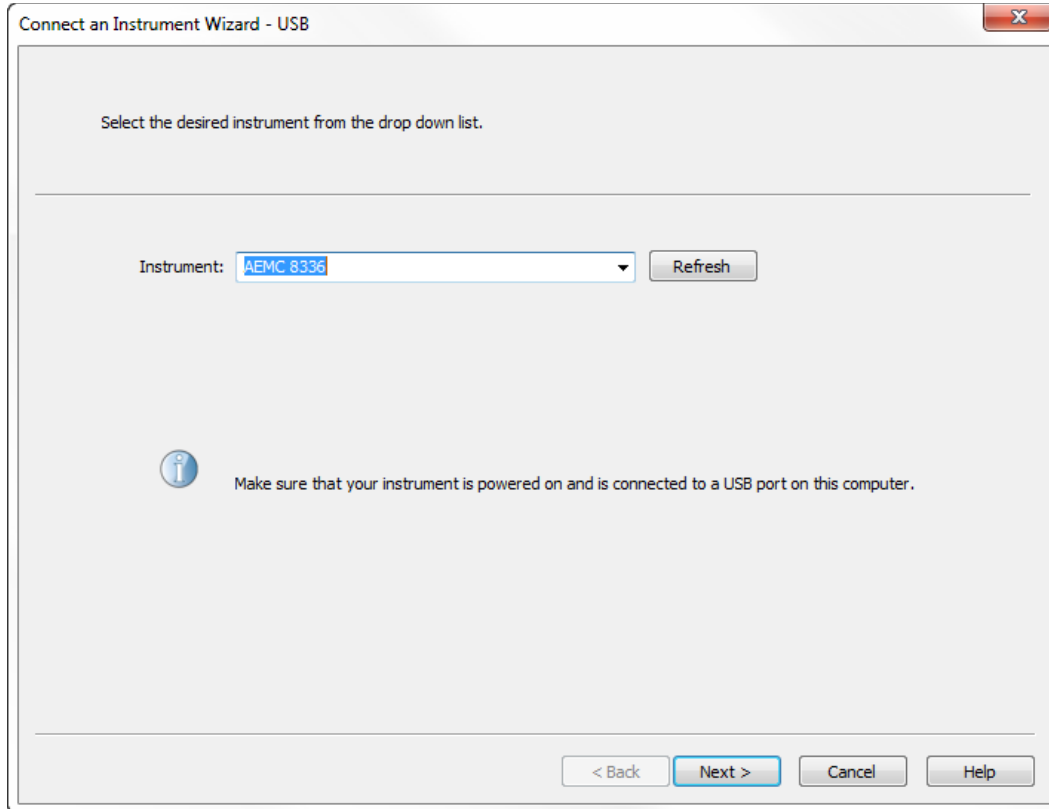 Connect an Instrument Wizard - USB
Select the desired instrument from the drop down list.
Instrument: AEMC 8336 Refresh
Make sure that your instrument is powered on and is connected to a USB port on this computer.
< Back Next > Cancel Help